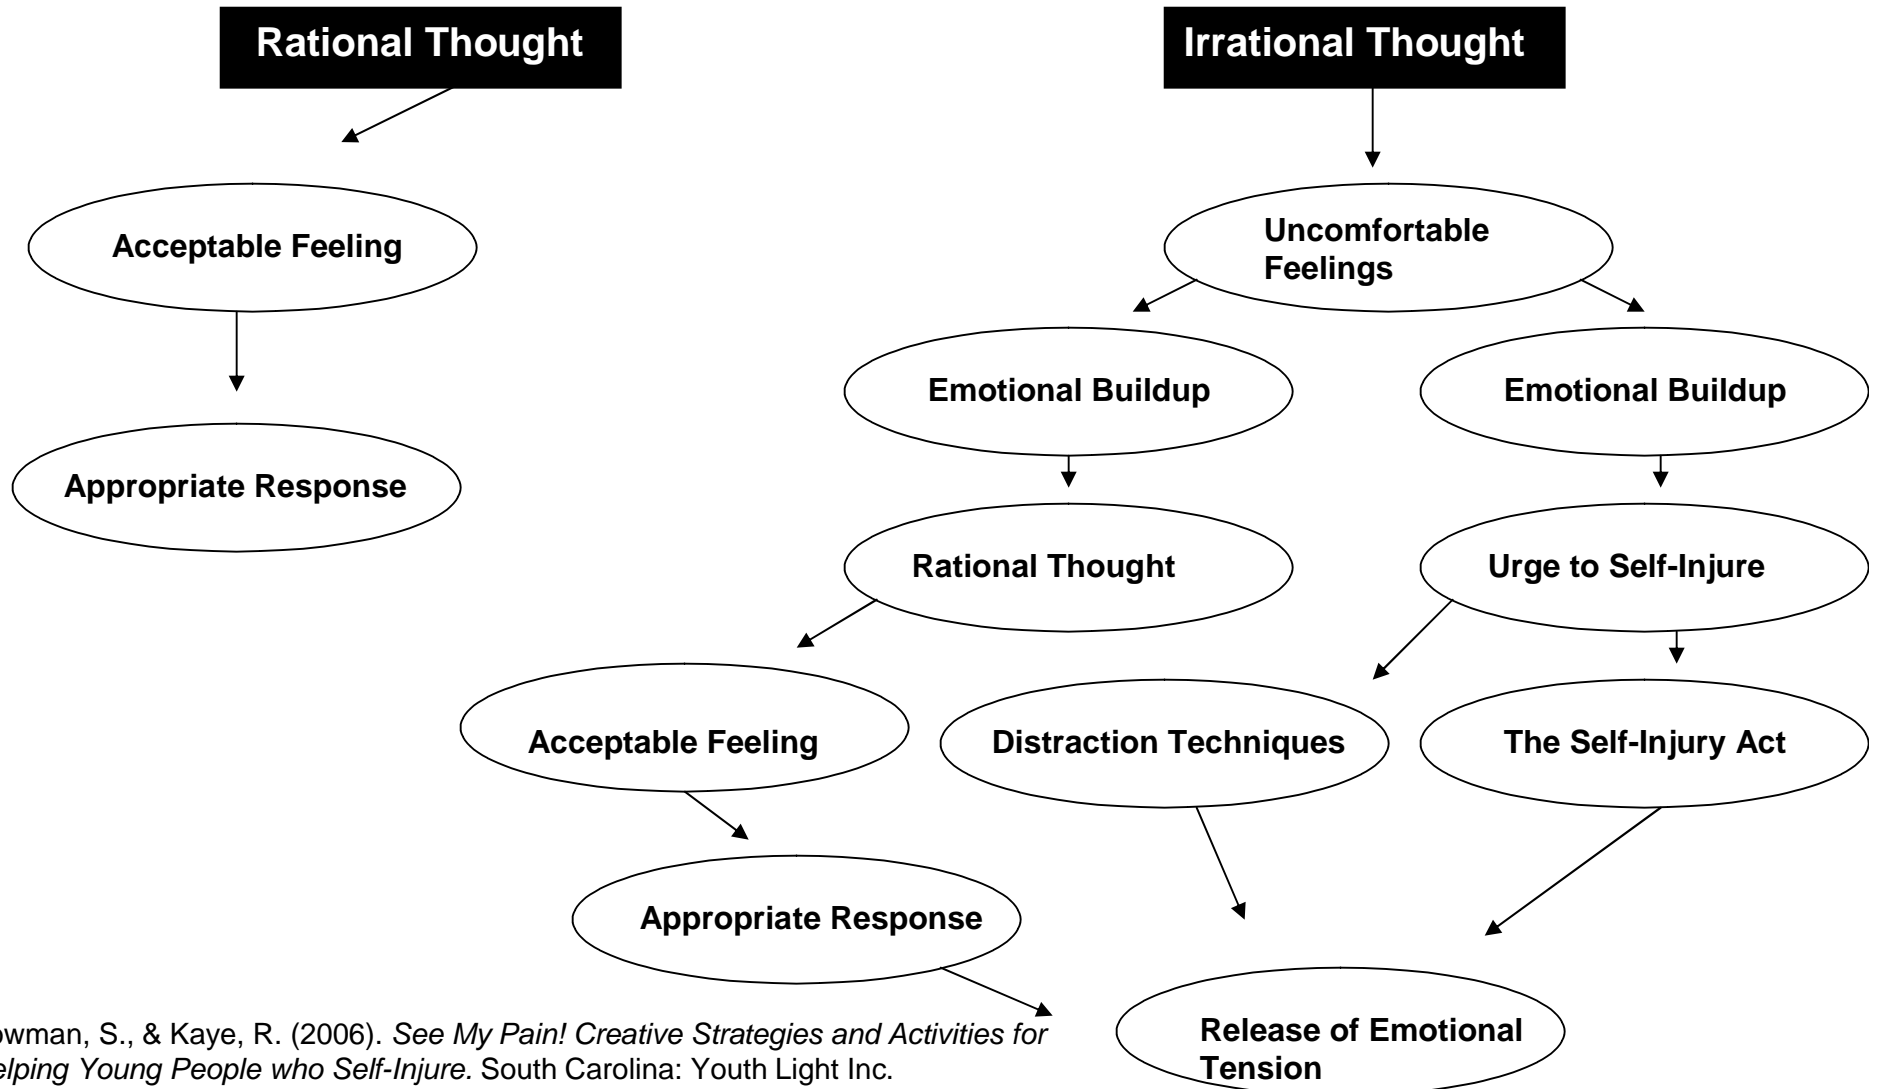 Rational Thought
Irrational Thought
Acceptable Feeling
Uncomfortable
Feelings
Emotional Buildup
Emotional Buildup
Appropriate Response
Rational Thought
Urge to Self-Injure
Acceptable Feeling
Distraction Techniques
The Self-Injury Act
Appropriate Response
Release of Emotional
Tension
owman, S., & Kaye, R. (2006). See My Pain! Creative Strategies and Activities for
elping Young People who Self-Injure. South Carolina: Youth Light Inc.